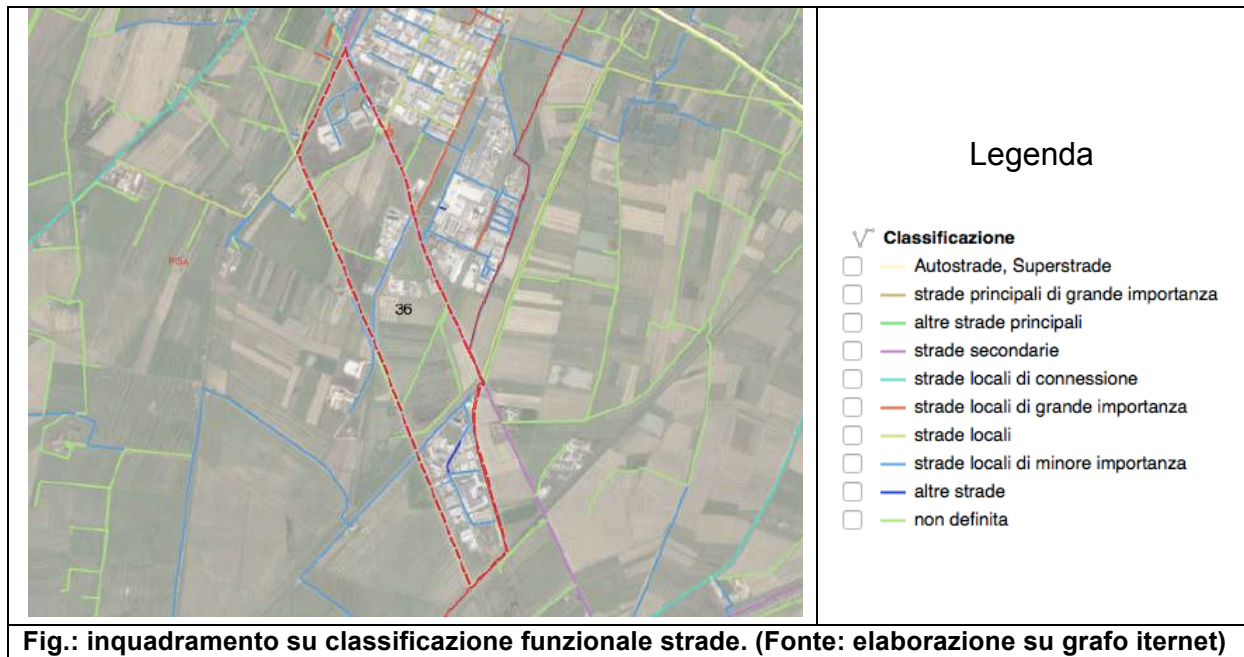 PISA
36
Legenda
Classificazione
Autostrade, Superstrade
strade principali di grande importanza
altre strade principali
strade secondarie
strade locali di connessione
strade locali di grande importanza
strade locali
strade locali di minore importanza
altre strade
non definita
Fig.: inquadramento su classificazione funzionale strade. (Fonte: elaborazione su grafo iternet)